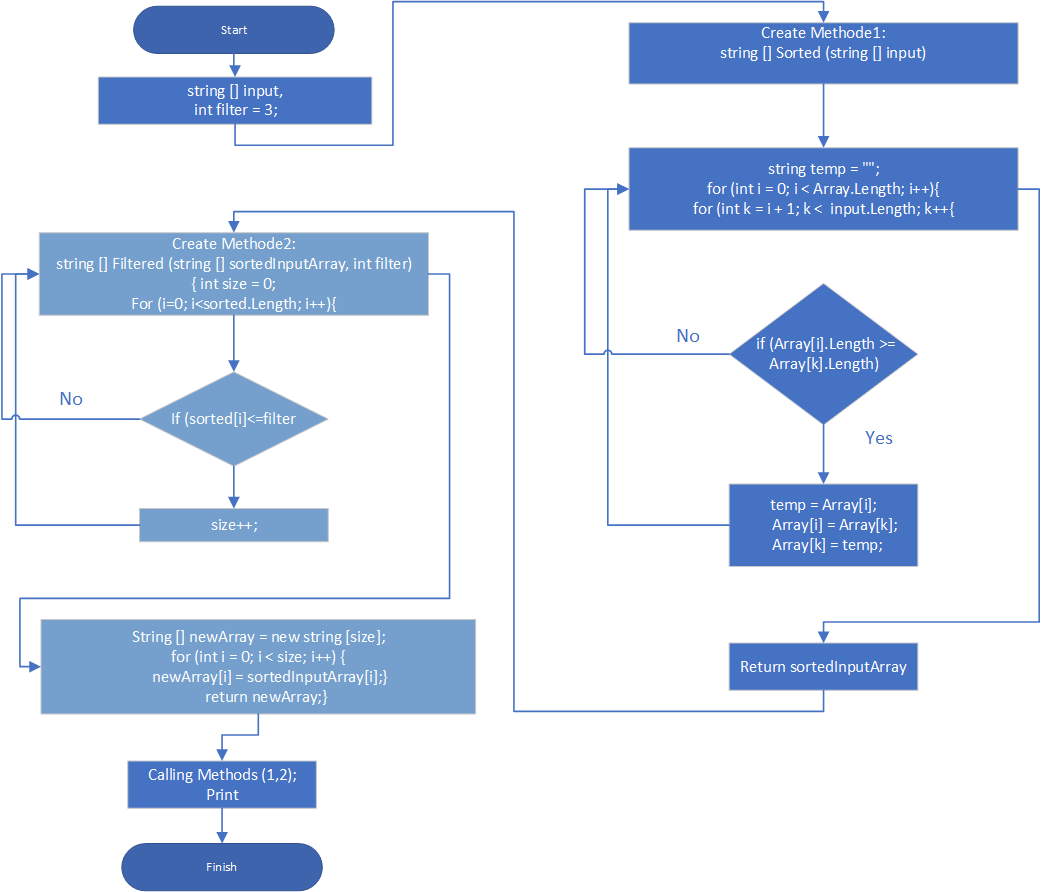 Start
string [] input,
int filter = 3;
Create Methode1:
string [] Sorted (string [] input)
string temp = "";
for (int i = 0; i < Array.Length; i++){
for (int k = i + 1; k <  input.Length; k++{
No
if (Array[i].Length >=
Array[k].Length)
Yes
temp = Array[i];
Array[i] = Array[k];
Array[k] = temp;
Return sortedInputArray
Create Methode2:
string [] Filtered (string [] sortedInputArray, int filter)
{ int size = 0;
For (i=0; i<sorted.Length; i++){
No
If (sorted[i]<=filter
size++;
String [] newArray = new string [size];
for (int i = 0; i < size; i++) {
newArray[i] = sortedInputArray[i];}
return newArray;}
Calling Methods (1,2);
Print
Finish